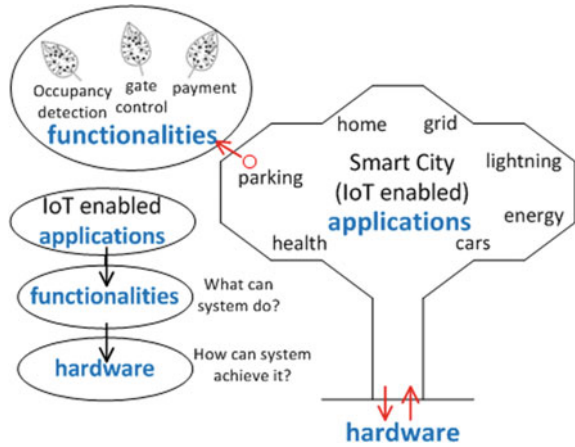 Occupancy detection
gate control
payment
functionalities
IoT enabled
applications
functionalities
What can
system do?
hardware
How can system
achieve it?
home
grid
parking
lightning
Smart City
(IoT enabled)
applications
energy
health
cars
hardware